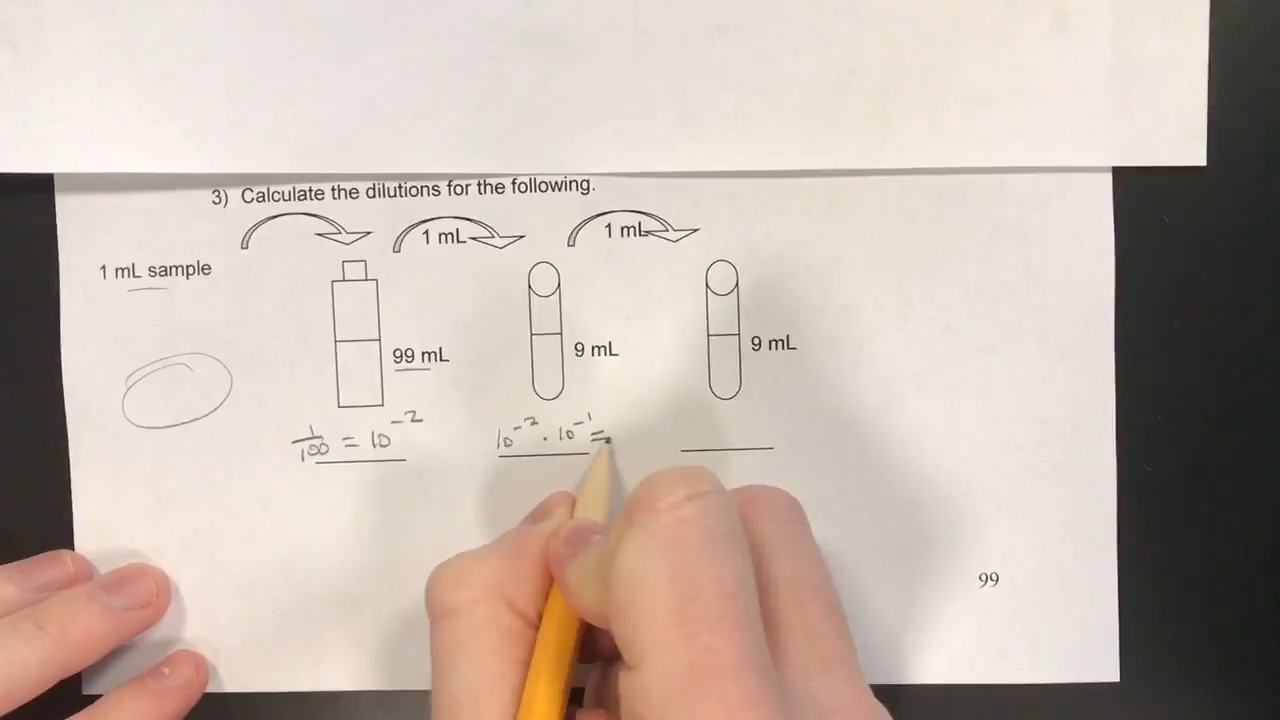 3) Calculate the dilutions for the following.
1 mL 1 mL
1 mL sample
99 mL 9 mL 9 mL
1/100 = 10⁻² 10⁻² · 10⁻¹ =
99